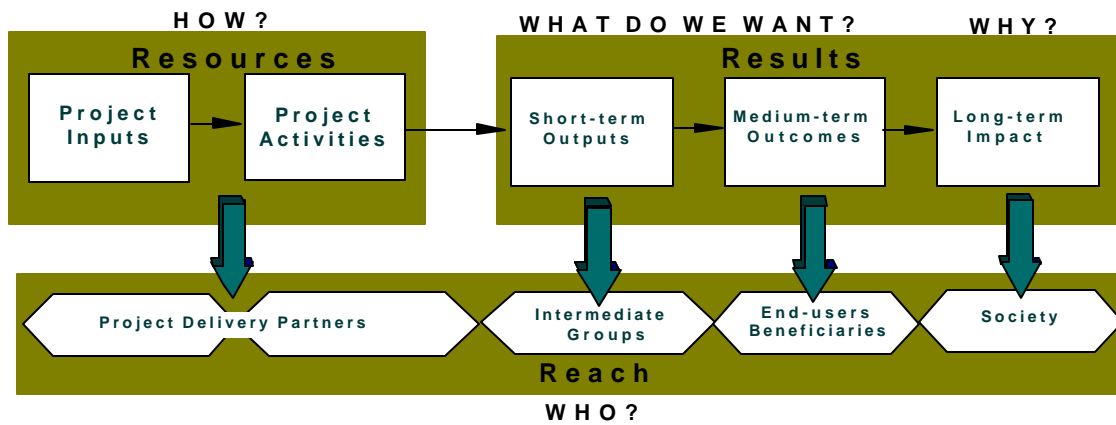 HOW?
WHAT DO WE WANT?
WHY?
Resources
Results
Project
Inputs
Project
Activities
Short-term
Outputs
Medium-term
Outcomes
Long-term
Impact
Project Delivery Partners
Intermediate
Groups
End-users
Beneficiaries
Society
Reach
WHO?